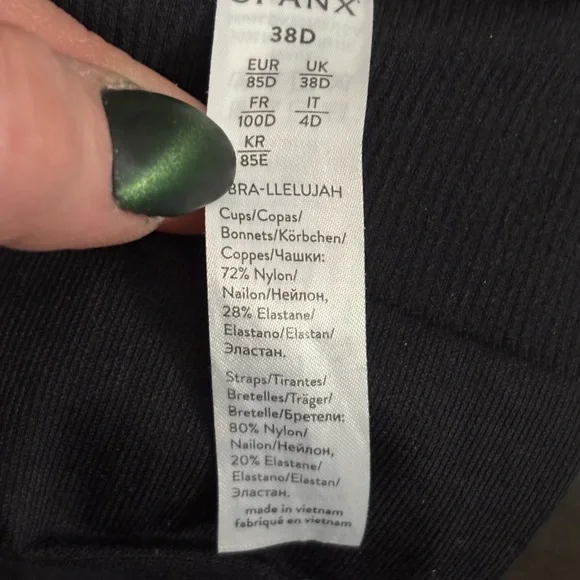 SPANX
38D
EUR UK
85D 38D
FR IT
100D 4D
KR
85E
BRA-LLELUJAH
Cups/Copas/
Bonnets/Körbchen/
Coppes/Чашки:
72% Nylon/
Nailon/Нейлон,
28% Elastane/
Elastano/Elastan/
Эластан.
Straps/Tirantes/
Bretelles/Träger/
Bretelle/Бретели:
80% Nylon/
Nailon/Нейлон,
20% Elastane/
Elastano/Elastan/
Эластан.
made in vietnam
fabriqué en vietnam